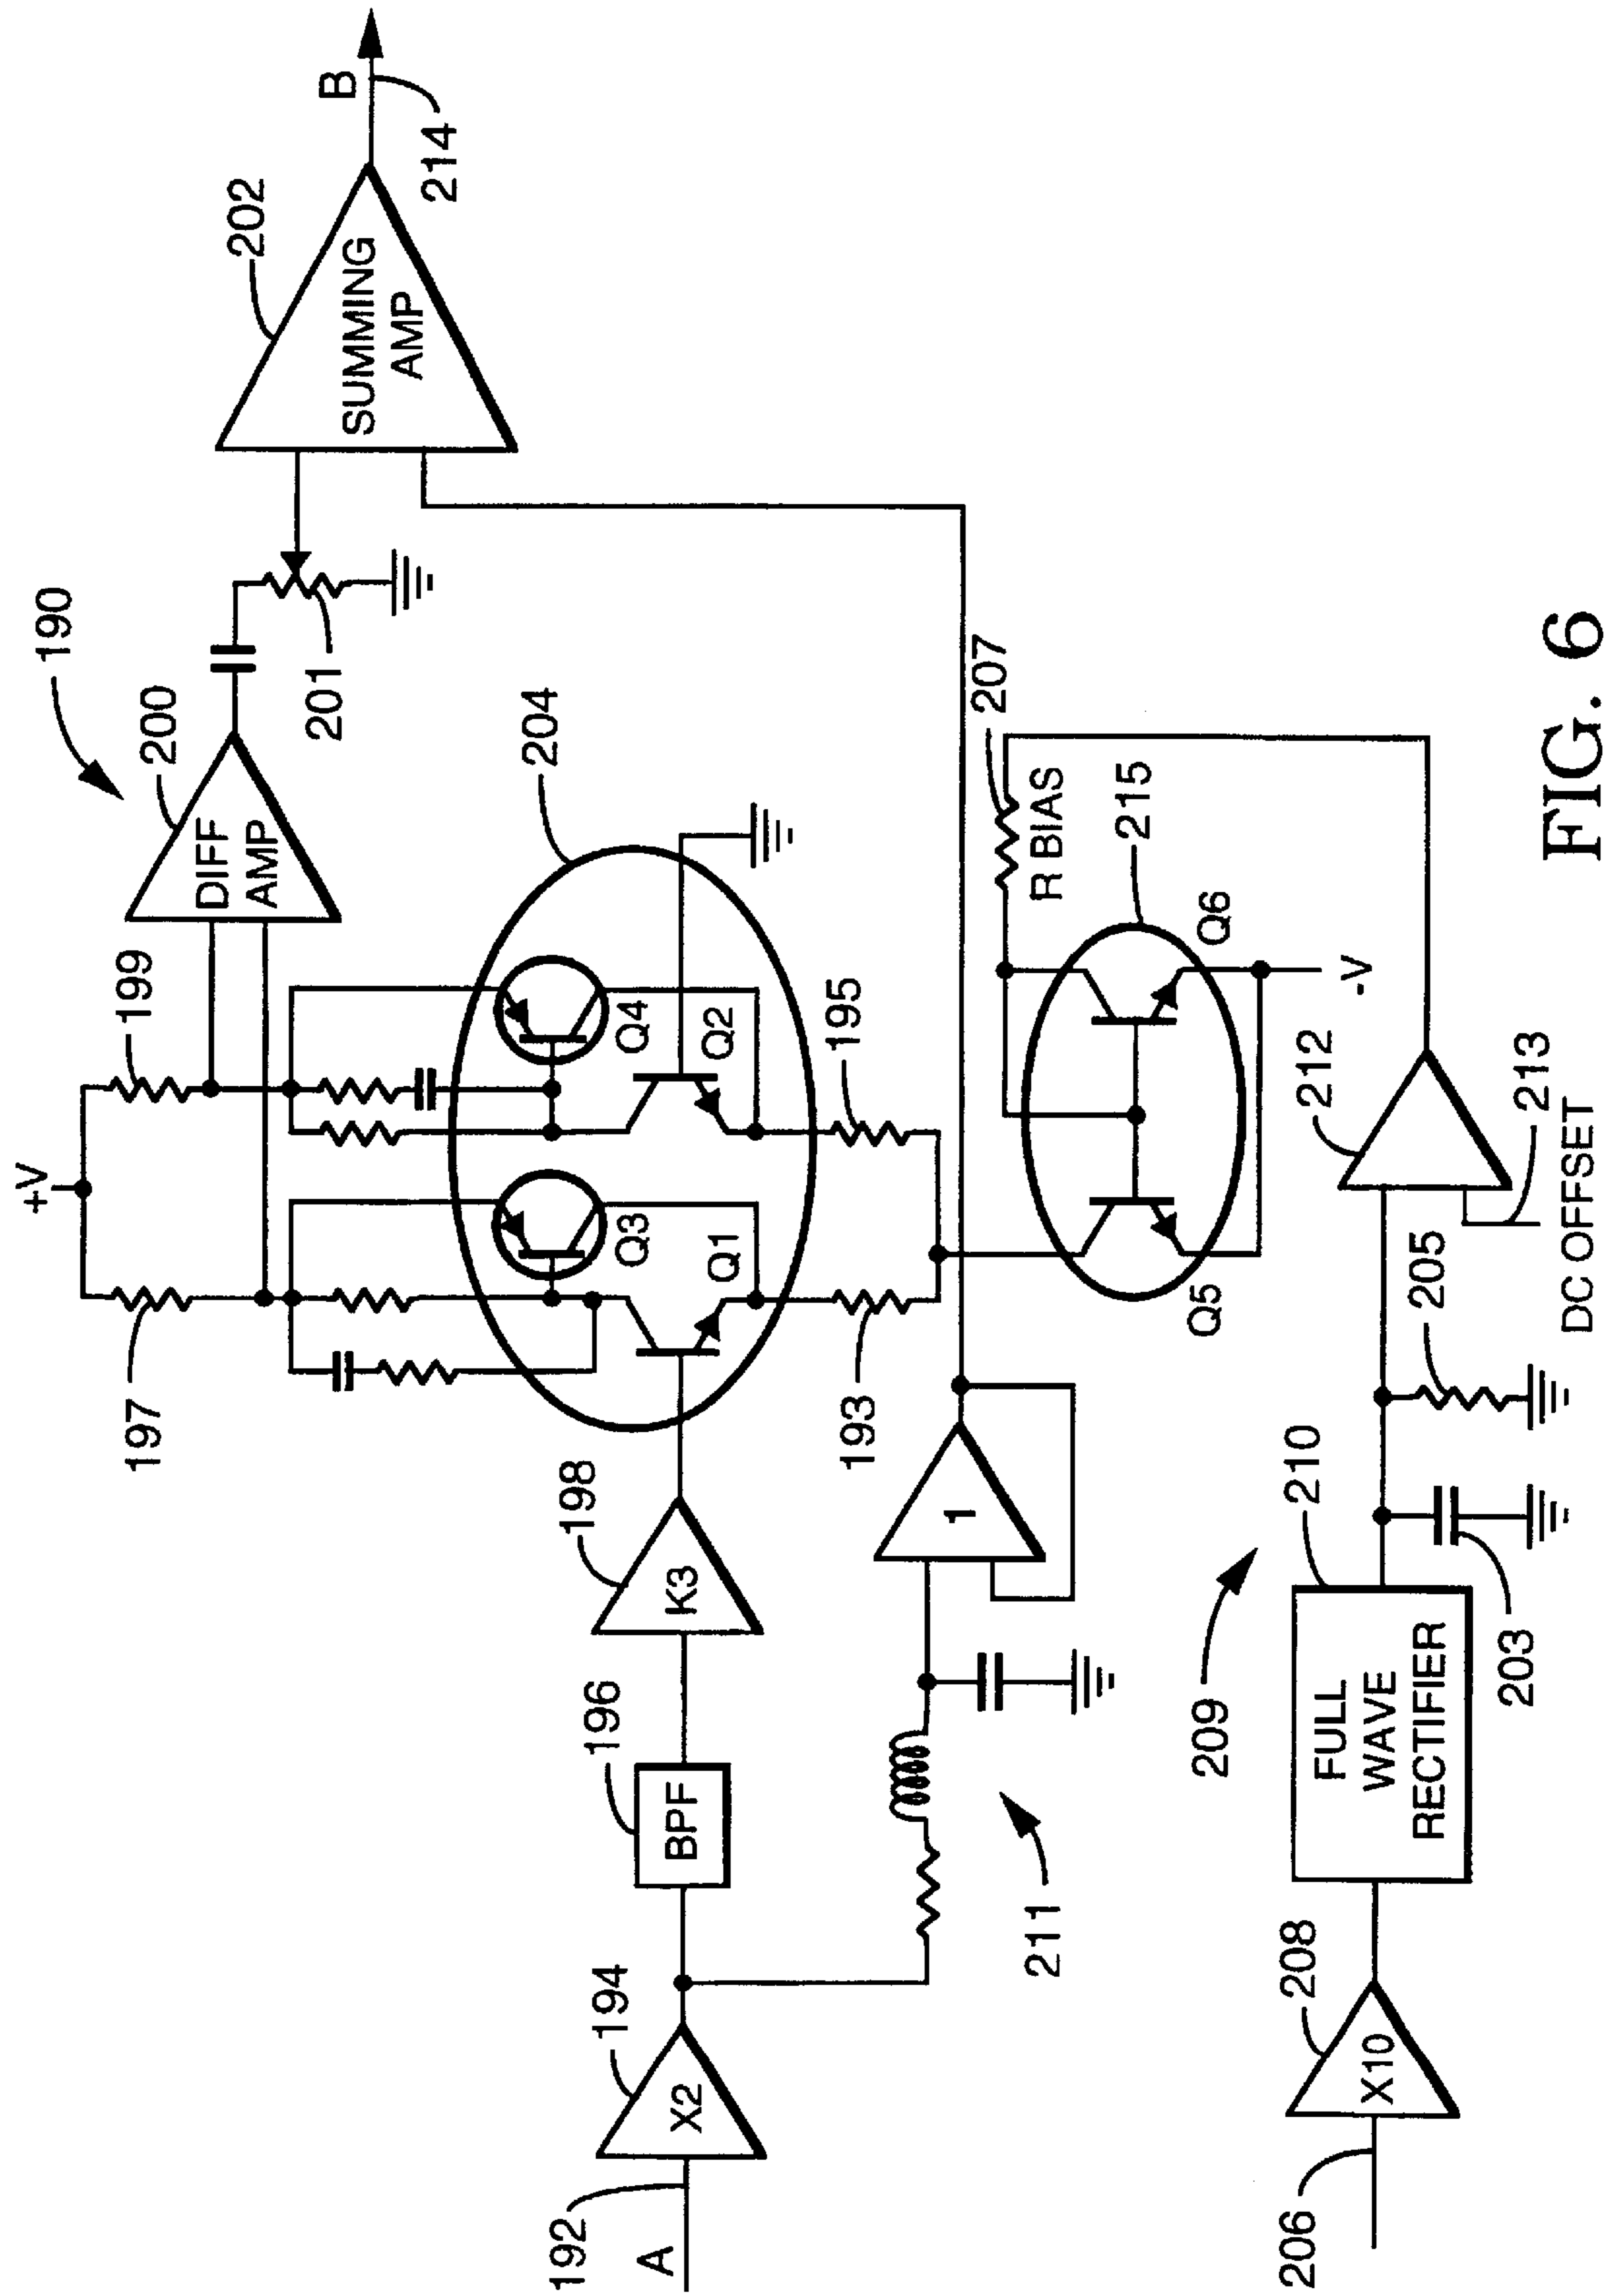 190
+V
197
199
DIFF
AMP
200
201
202
SUMMING
AMP
B
214
204
Q3
Q4
Q1
Q2
192
A
X2
194
BPF
196
K3
198
193
195
211
1
207
R BIAS
215
Q5
Q6
-V
206
X10
208
209
FULL
WAVE
RECTIFIER
210
203
205
212
213
DC OFFSET
FIG. 6